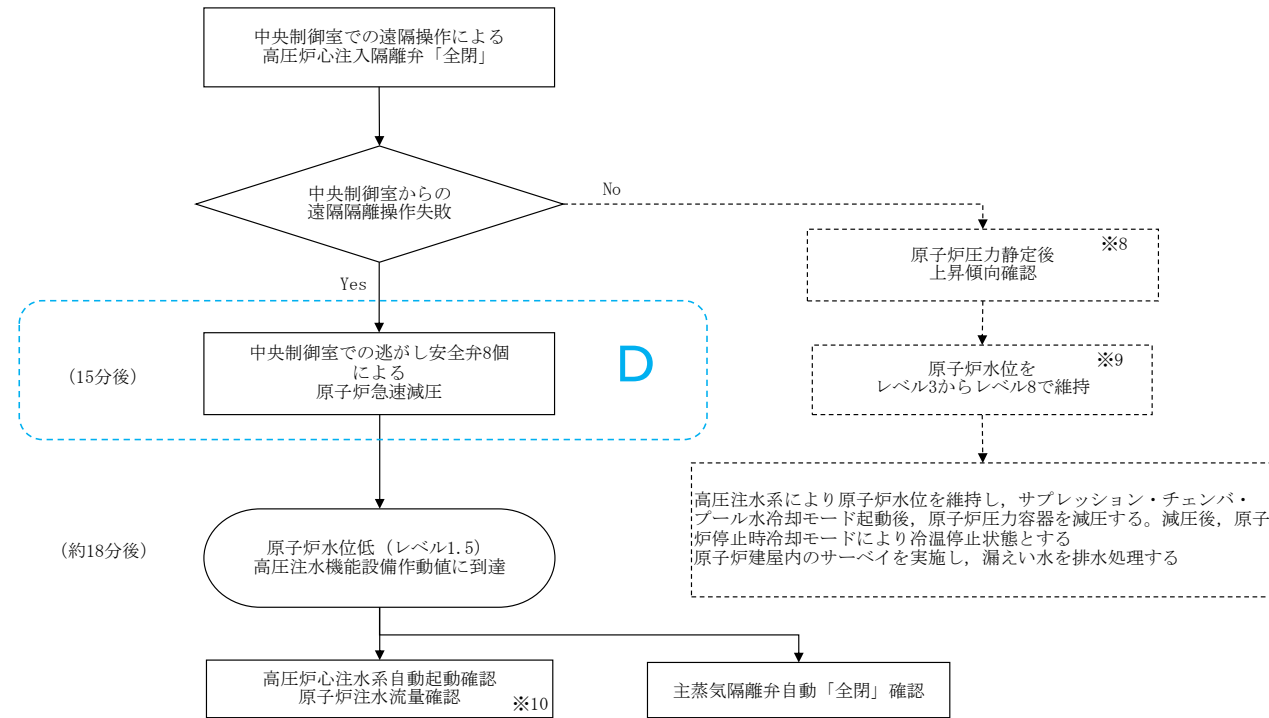 中央制御室での遠隔操作による
高圧炉心注入隔離弁「全閉」
中央制御室からの
遠隔隔離操作失敗
No
Yes
※8
原子炉圧力静定後
上昇傾向確認
(15分後)
中央制御室での逃がし安全弁8個
による
原子炉急速減圧
D
※9
原子炉水位を
レベル3からレベル8で維持
高圧注水系により原子炉水位を維持し，サプレッション・チェンバ・
プール水冷却モード起動後，原子炉圧力容器を減圧する。減圧後，原子
炉停止時冷却モードにより冷温停止状態とする
原子炉建屋内のサーベイを実施し，漏えい水を排水処理する
(約18分後)
原子炉水位低（レベル1.5）
高圧注水機能設備作動値に到達
高圧炉心注水系自動起動確認
原子炉注水流量確認
※10
主蒸気隔離弁自動「全閉」確認